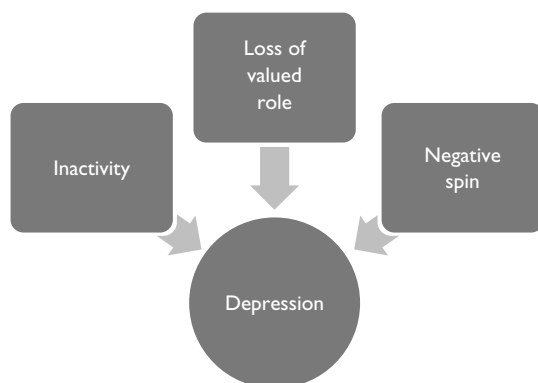 Loss of
valued
role
Inactivity
Negative
spin
Depression